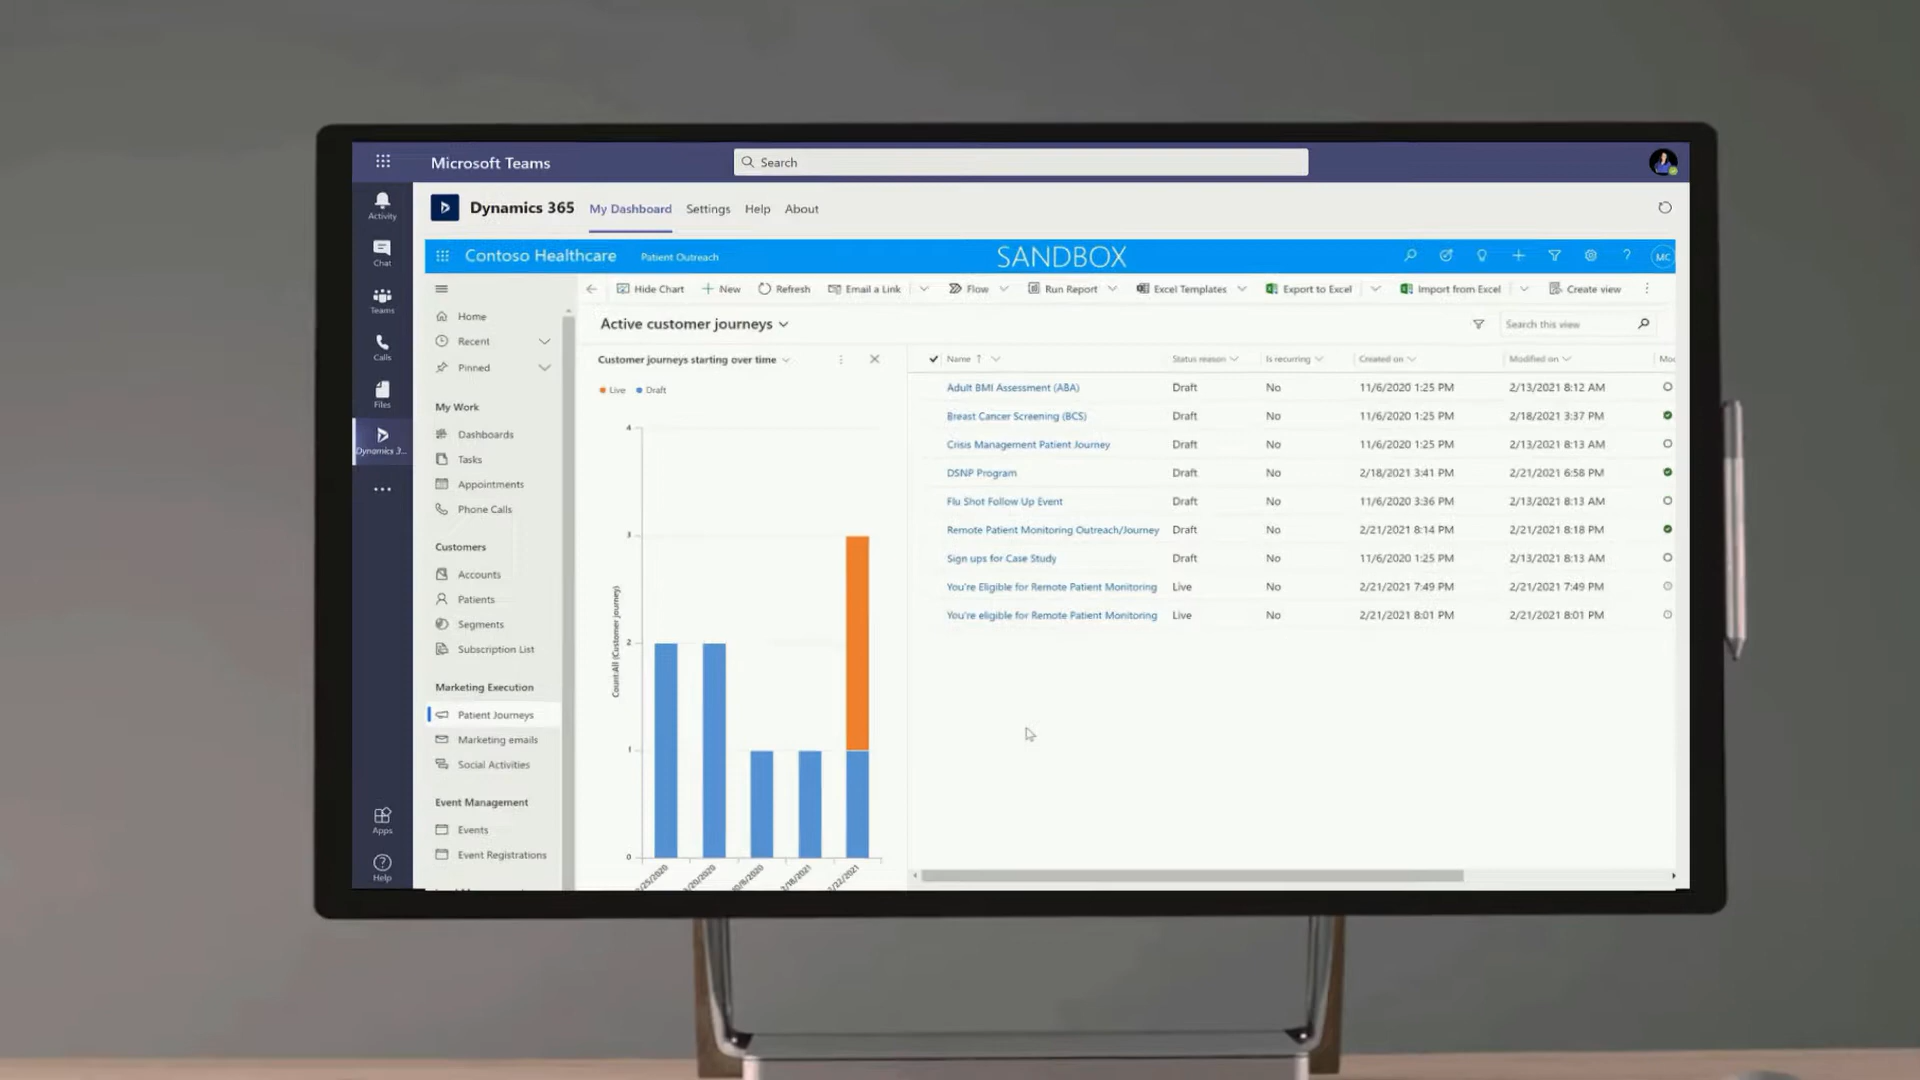 Microsoft Teams
Search
Activity
Chat
Teams
Calls
Files
Dynamics 3...
Apps
Help
Dynamics 365
My Dashboard
Settings
Help
About
Contoso Healthcare
Patient Outreach
SANDBOX
MC
Hide Chart
New
Refresh
Email a Link
Flow
Run Report
Excel Templates
Export to Excel
Import from Excel
Create view
Home
Recent
Pinned
My Work
Dashboards
Tasks
Appointments
Phone Calls
Customers
Accounts
Patients
Segments
Subscription List
Marketing Execution
Patient Journeys
Marketing emails
Social Activities
Event Management
Events
Event Registrations
Active customer journeys
Search this view
Customer journeys starting over time
Live Draft
Count:All (Customer journey)
4
3
2
1
0
Name Status reason Is recurring Created on Modified on
Adult BMI Assessment (ABA) Draft No 11/6/2020 1:25 PM 2/13/2021 8:12 AM
Breast Cancer Screening (BCS) Draft No 11/6/2020 1:25 PM 2/18/2021 3:37 PM
Crisis Management Patient Journey Draft No 11/6/2020 1:25 PM 2/13/2021 8:13 AM
DSNP Program Draft No 2/18/2021 3:41 PM 2/21/2021 6:58 PM
Flu Shot Follow Up Event Draft No 11/6/2020 3:36 PM 2/13/2021 8:13 AM
Remote Patient Monitoring Outreach/Journey Draft No 2/21/2021 8:14 PM 2/21/2021 8:18 PM
Sign ups for Case Study Draft No 11/6/2020 1:25 PM 2/13/2021 8:13 AM
You're Eligible for Remote Patient Monitoring Live No 2/21/2021 7:49 PM 2/21/2021 7:49 PM
You're eligible for Remote Patient Monitoring Live No 2/21/2021 8:01 PM 2/21/2021 8:01 PM